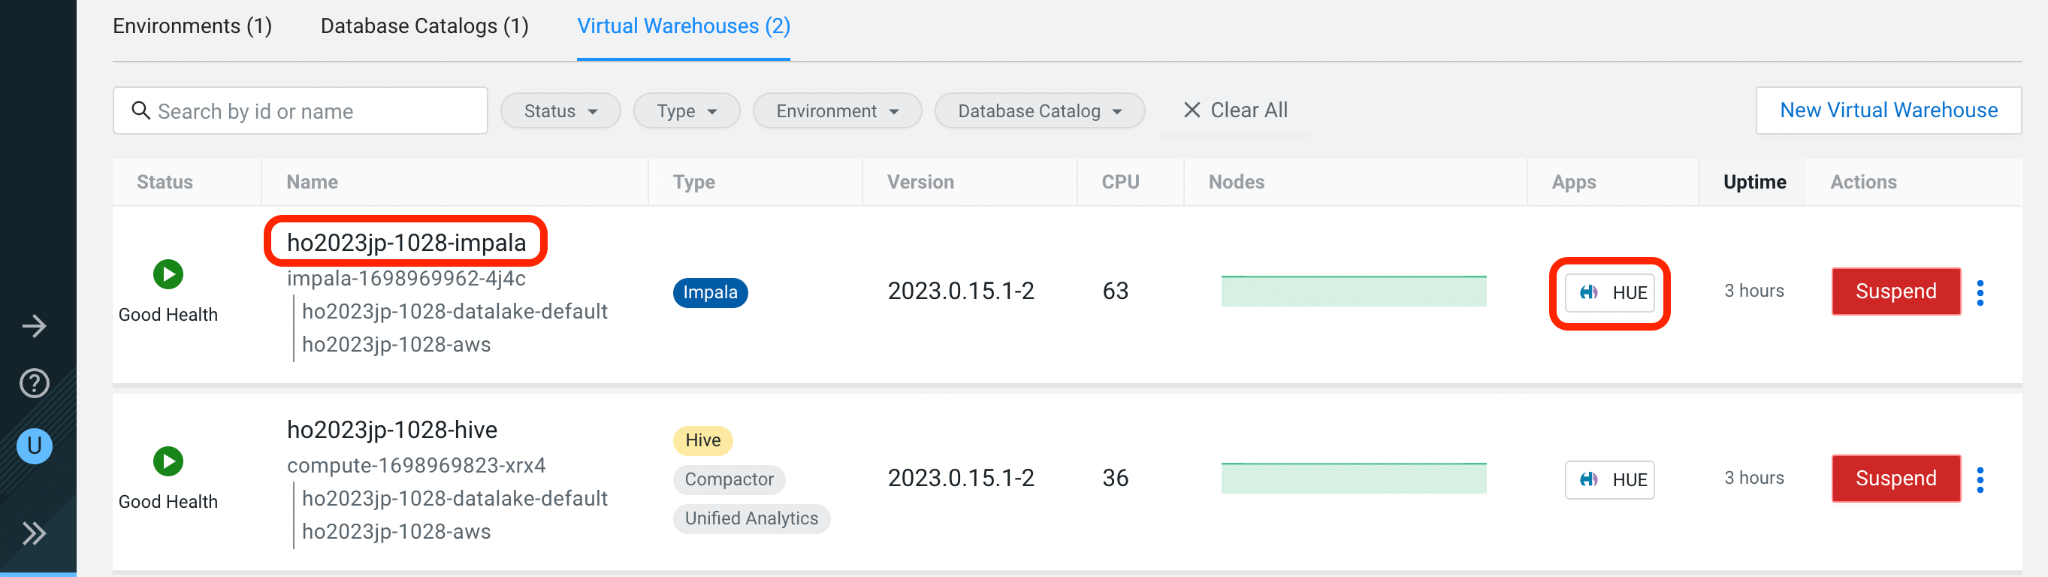 Environments (1) Database Catalogs (1) Virtual Warehouses (2)
Search by id or name Status Type Environment Database Catalog Clear All New Virtual Warehouse
Status Name Type Version CPU Nodes Apps Uptime Actions
ho2023jp-1028-impala
impala-1698969962-4j4c
Good Health ho2023jp-1028-datalake-default
ho2023jp-1028-aws
Impala 2023.0.15.1-2 63 HUE 3 hours Suspend
ho2023jp-1028-hive
compute-1698969823-xrx4
Good Health ho2023jp-1028-datalake-default
ho2023jp-1028-aws
Hive
Compactor
Unified Analytics
2023.0.15.1-2 36 HUE 3 hours Suspend
U